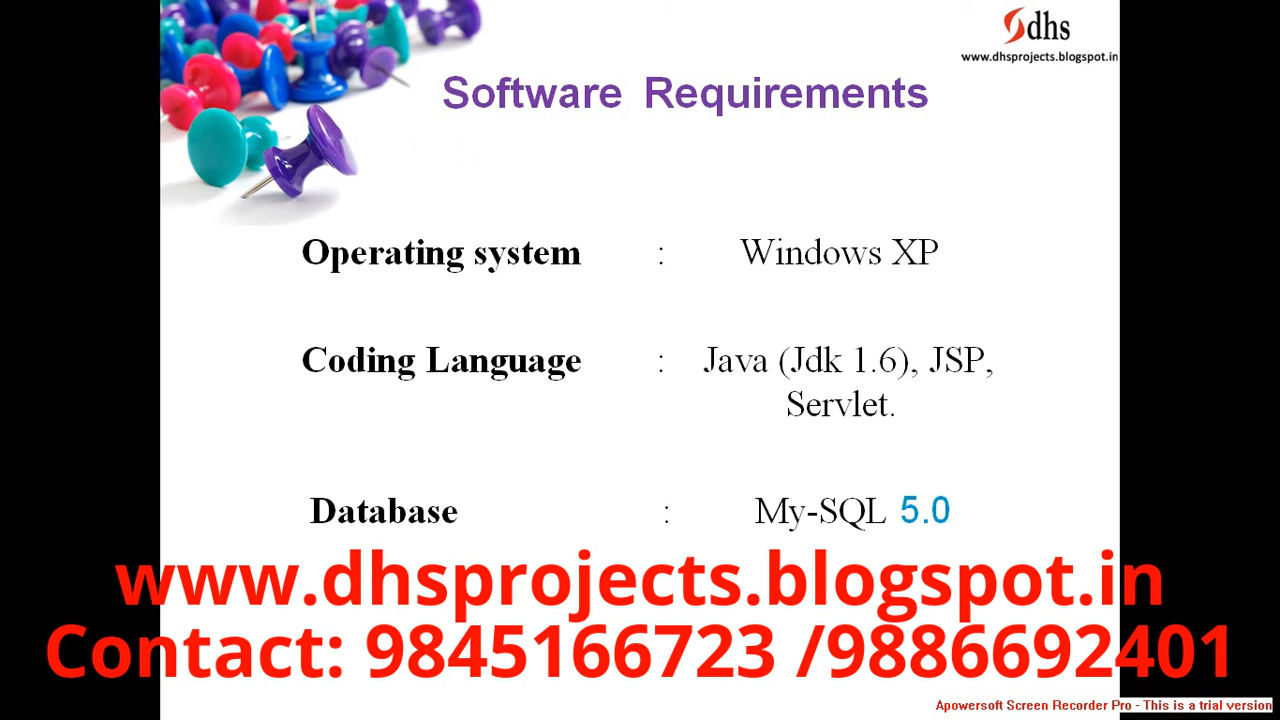 dhs
www.dhsprojects.blogspot.in
Software Requirements
Operating system : Windows XP
Coding Language : Java (Jdk 1.6), JSP,
Servlet.
Database : My-SQL 5.0
www.dhsprojects.blogspot.in
Contact: 9845166723 /9886692401
Apowersoft Screen Recorder Pro - This is a trial version